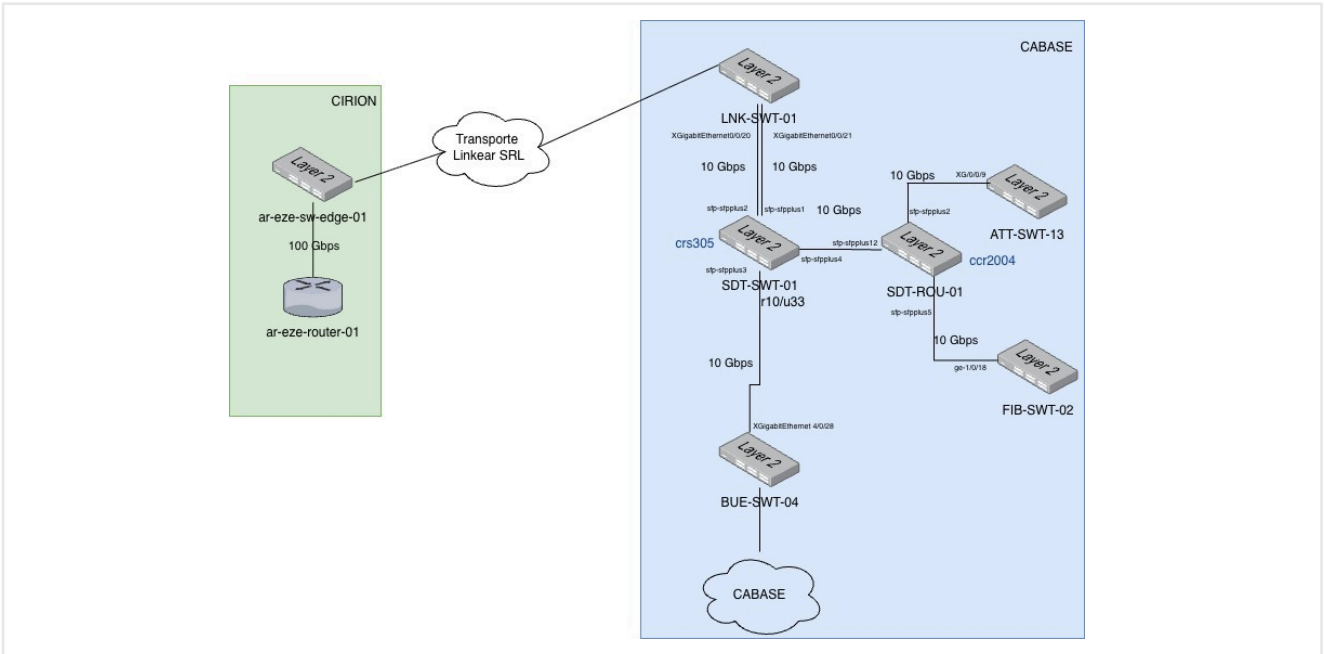 CABASE
Layer 2
LNK-SWT-01
XGigabitEthernet0/0/20
XGigabitEthernet0/0/21
10 Gbps
10 Gbps
CIRION
Transporte
Linkear SRL
Layer 2
ar-eze-sw-edge-01
100 Gbps
ar-eze-router-01
sfp-sfpplus2
sfp-sfpplus1
10 Gbps
crs305
Layer 2
sfp-sfpplus3
sfp-sfpplus4
SDT-SWT-01
r10/u33
sfp-sfpplus12
Layer 2
ccr2004
SDT-ROU-01
sfp-sfpplus2
10 Gbps
XG/0/0/9
Layer 2
ATT-SWT-13
sfp-sfpplus5
10 Gbps
ge-1/0/18
Layer 2
FIB-SWT-02
10 Gbps
XGigabitEthernet 4/0/28
Layer 2
BUE-SWT-04
CABASE